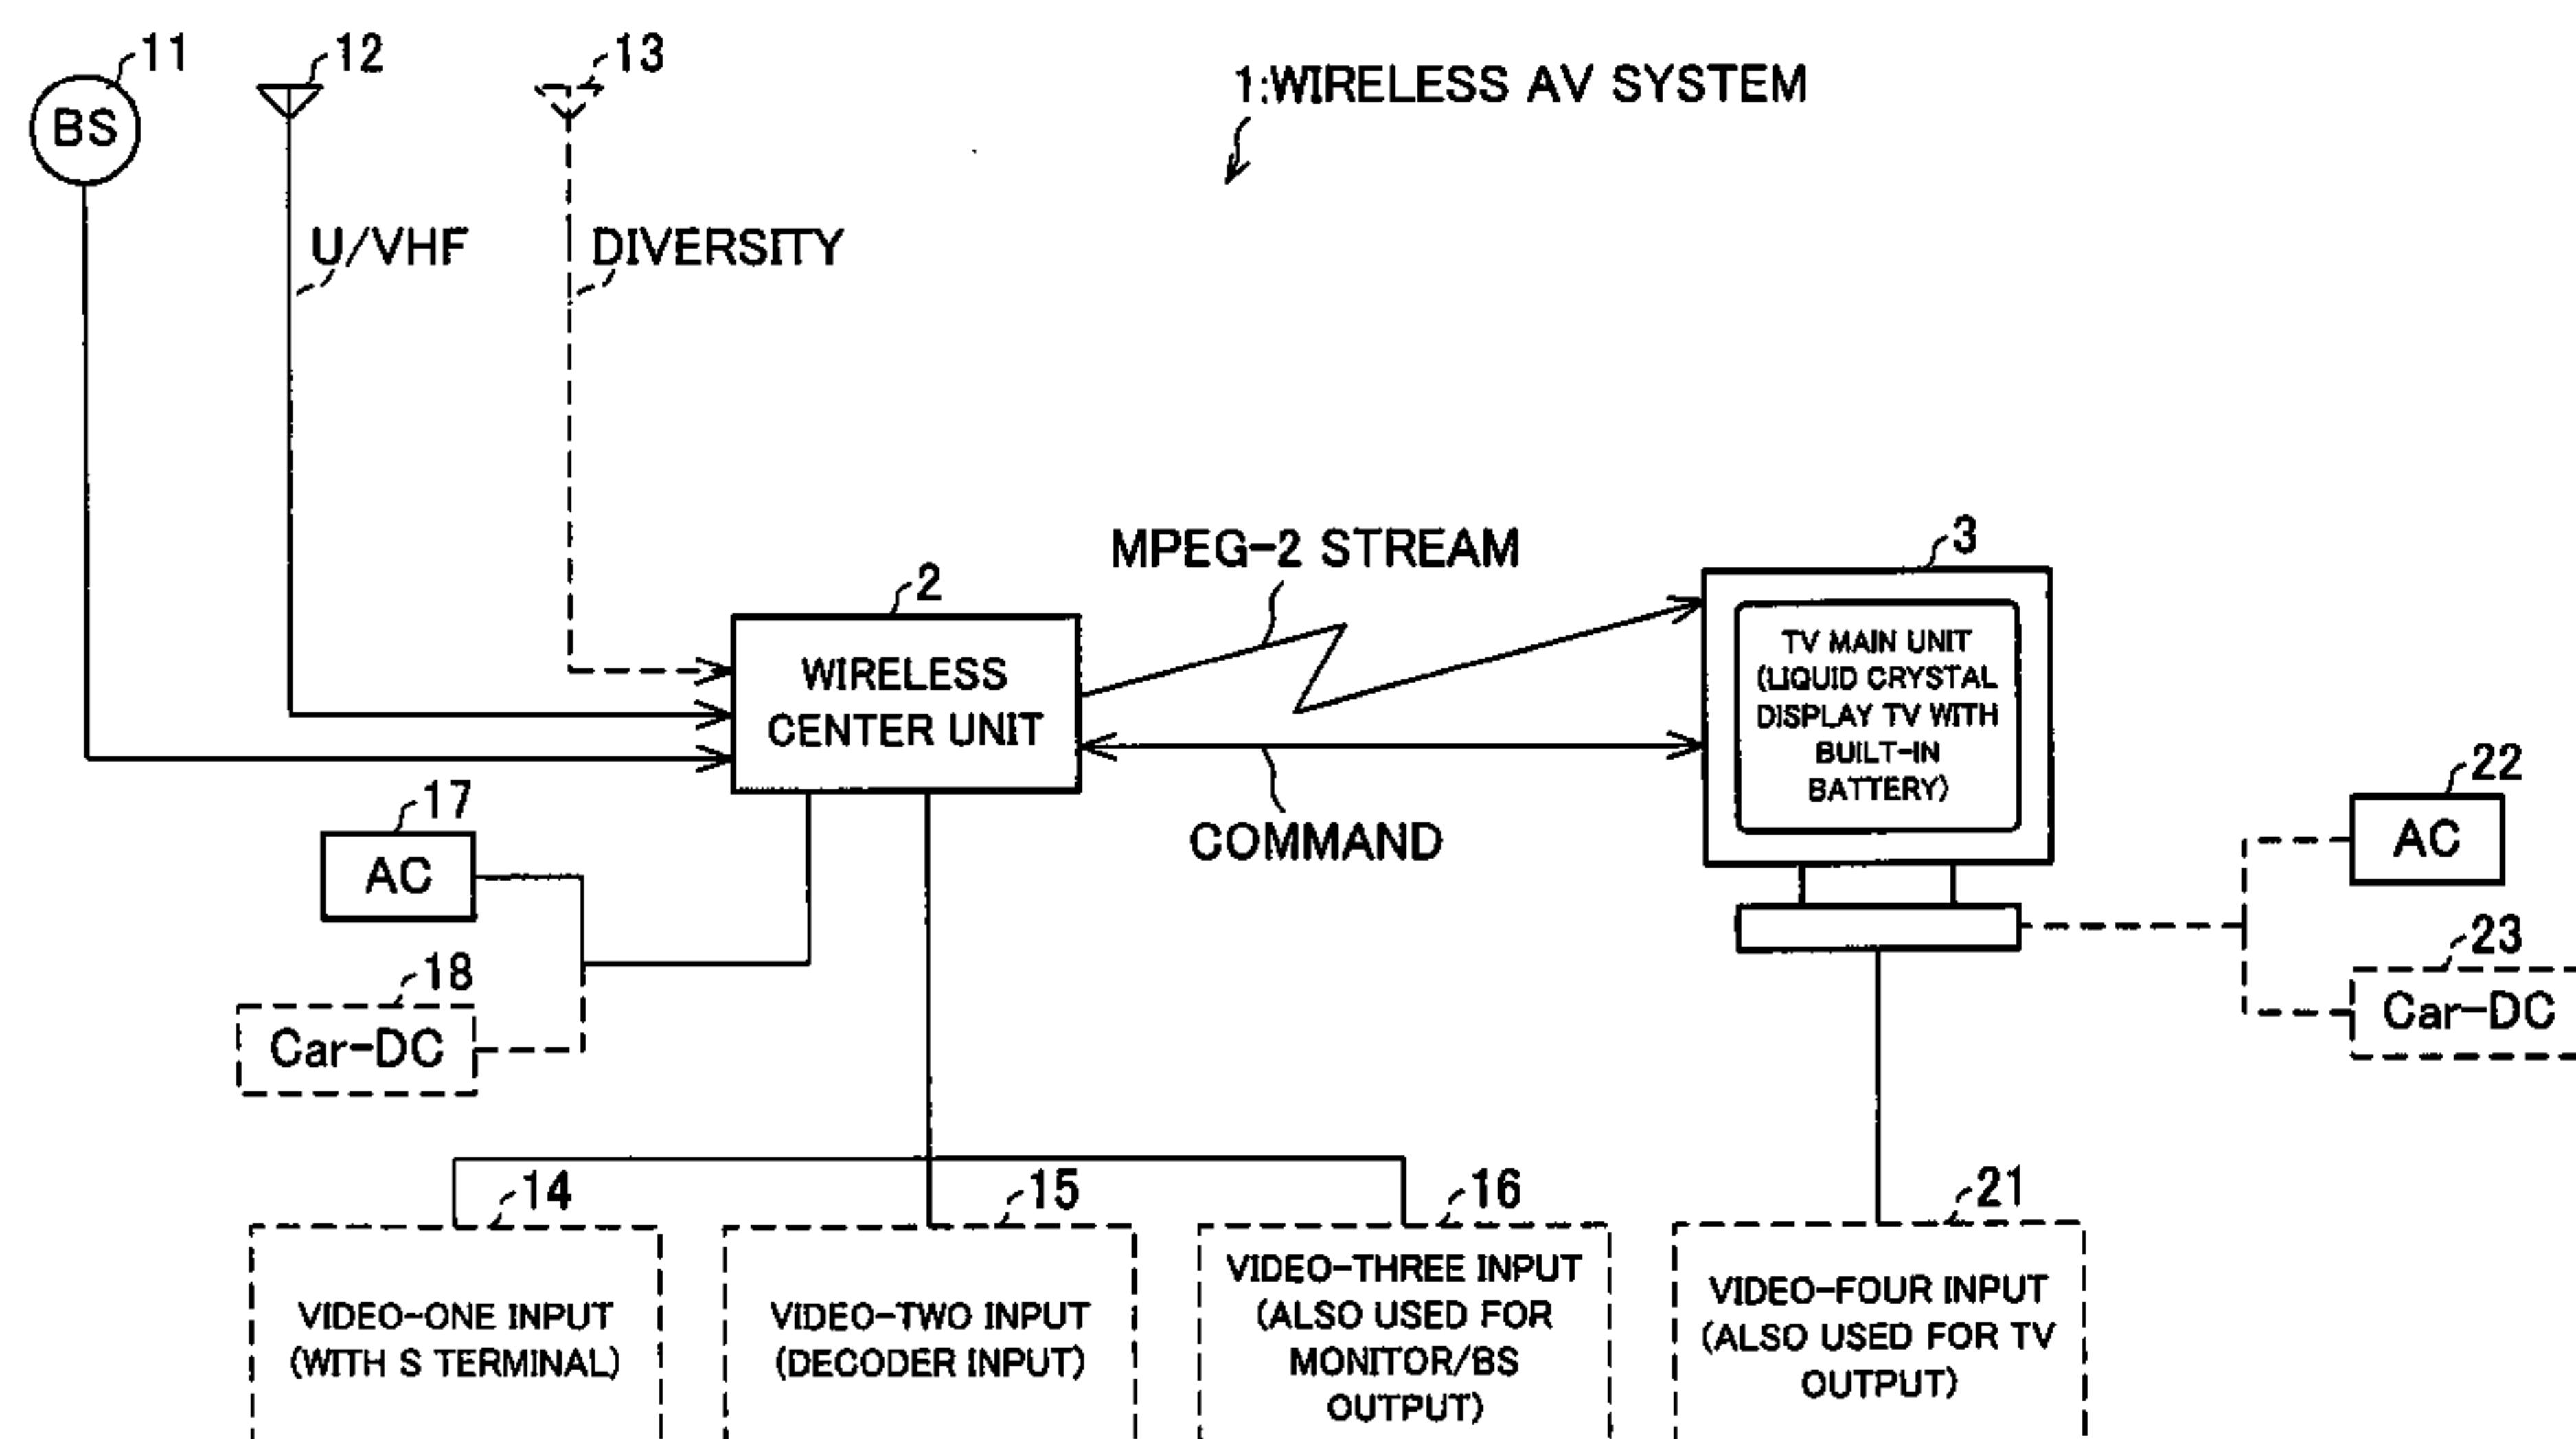 11
12
13
1:WIRELESS AV SYSTEM
BS
U/VHF
DIVERSITY
MPEG-2 STREAM
3
2
WIRELESS
CENTER UNIT
TV MAIN UNIT
(LIQUID CRYSTAL
DISPLAY TV WITH
BUILT-IN
BATTERY)
COMMAND
17
AC
22
AC
18
Car-DC
23
Car-DC
14
15
16
21
VIDEO-ONE INPUT
(WITH S TERMINAL)
VIDEO-TWO INPUT
(DECODER INPUT)
VIDEO-THREE INPUT
(ALSO USED FOR
MONITOR/BS
OUTPUT)
VIDEO-FOUR INPUT
(ALSO USED FOR TV
OUTPUT)